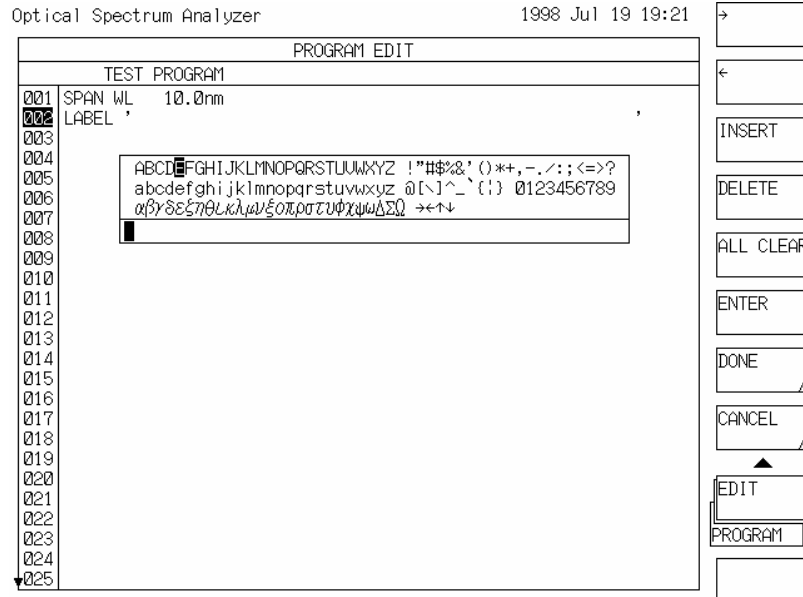 Optical Spectrum Analyzer 1998 Jul 19 19:21
PROGRAM EDIT
TEST PROGRAM
001 SPAN WL 10.0nm
002 LABEL ' '
003
004
005
006
007
008
009
010
011
012
013
014
015
016
017
018
019
020
021
022
023
024
▼025
ABCDEFGHIJKLMNOPQRSTUVWXYZ !"#$%&'()*+,-./:;<=>?
abcdefghijklmnopqrstuvwxyz @[\]^_`{¦} 0123456789
αβγδεξηθικλμνξοπρστυφχψωΔΣΩ →←↑↓
→
←
INSERT
DELETE
ALL CLEAR
ENTER
DONE
CANCEL
▲
EDIT
PROGRAM